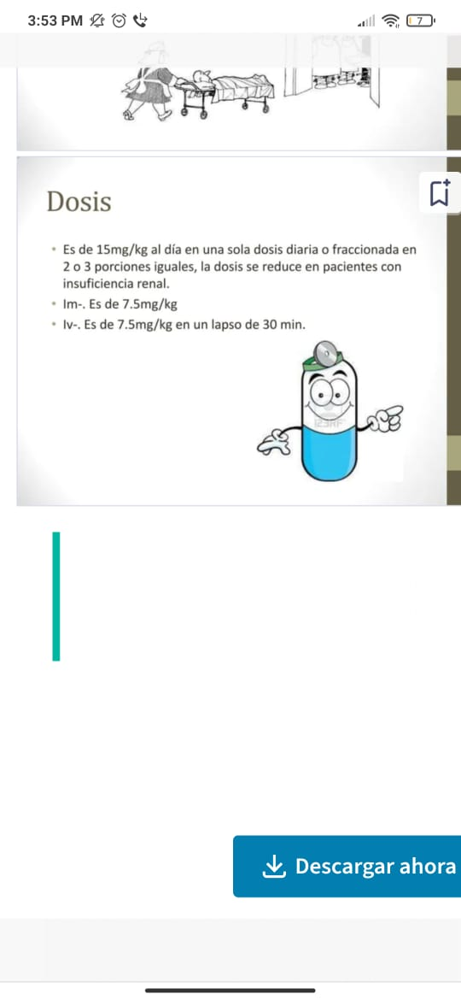 3:53 PM
7
Dosis
• Es de 15mg/kg al día en una sola dosis diaria o fraccionada en
2 o 3 porciones iguales, la dosis se reduce en pacientes con
insuficiencia renal.
• Im-. Es de 7.5mg/kg
• Iv-. Es de 7.5mg/kg en un lapso de 30 min.
123RF
Descargar ahora